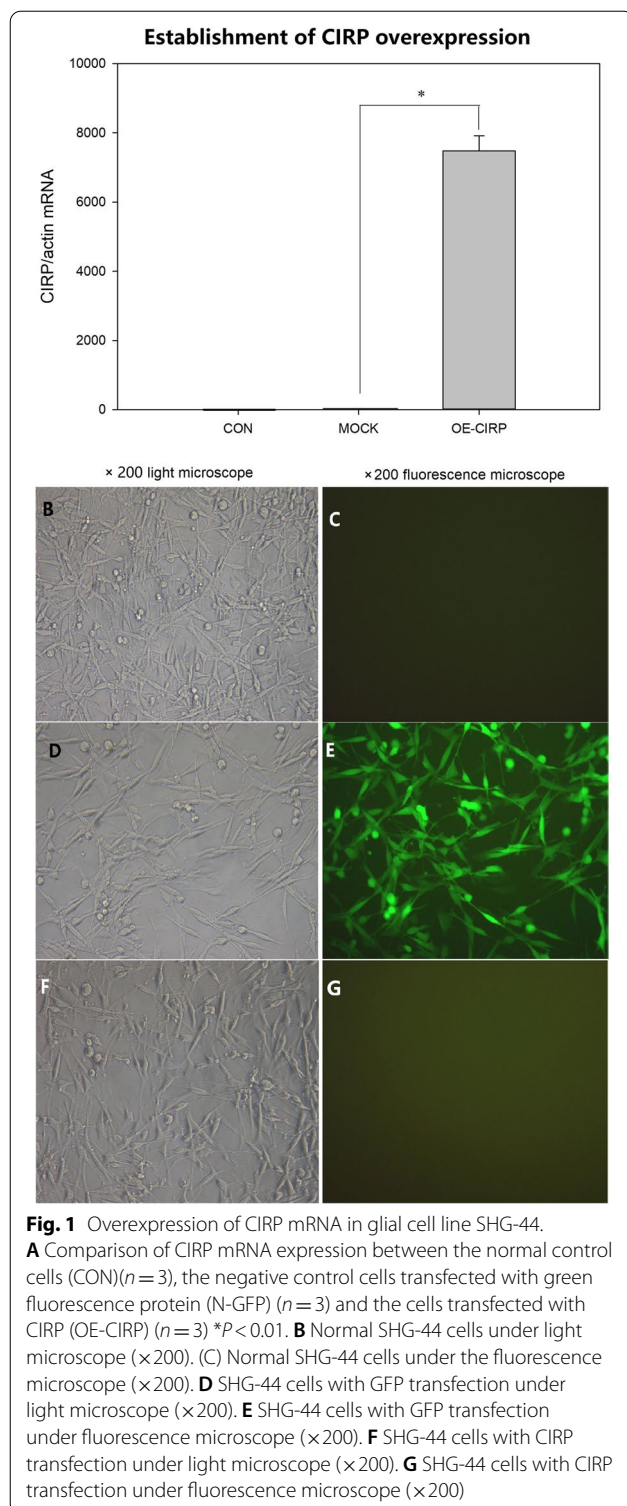 Establishment of CIRP overexpression
10000
8000
6000
4000
2000
0
CIRP/actin mRNA
*
CON MOCK OE-CIRP
× 200 light microscope ×200 fluorescence microscope
B C
D E
F G
Fig. 1 Overexpression of CIRP mRNA in glial cell line SHG-44.
A Comparison of CIRP mRNA expression between the normal control
cells (CON)(n = 3), the negative control cells transfected with green
fluorescence protein (N-GFP) (n = 3) and the cells transfected with
CIRP (OE-CIRP) (n = 3) *P < 0.01. B Normal SHG-44 cells under light
microscope (×200). (C) Normal SHG-44 cells under the fluorescence
microscope (×200). D SHG-44 cells with GFP transfection under
light microscope (×200). E SHG-44 cells with GFP transfection
under fluorescence microscope (×200). F SHG-44 cells with CIRP
transfection under light microscope (×200). G SHG-44 cells with CIRP
transfection under fluorescence microscope (×200)